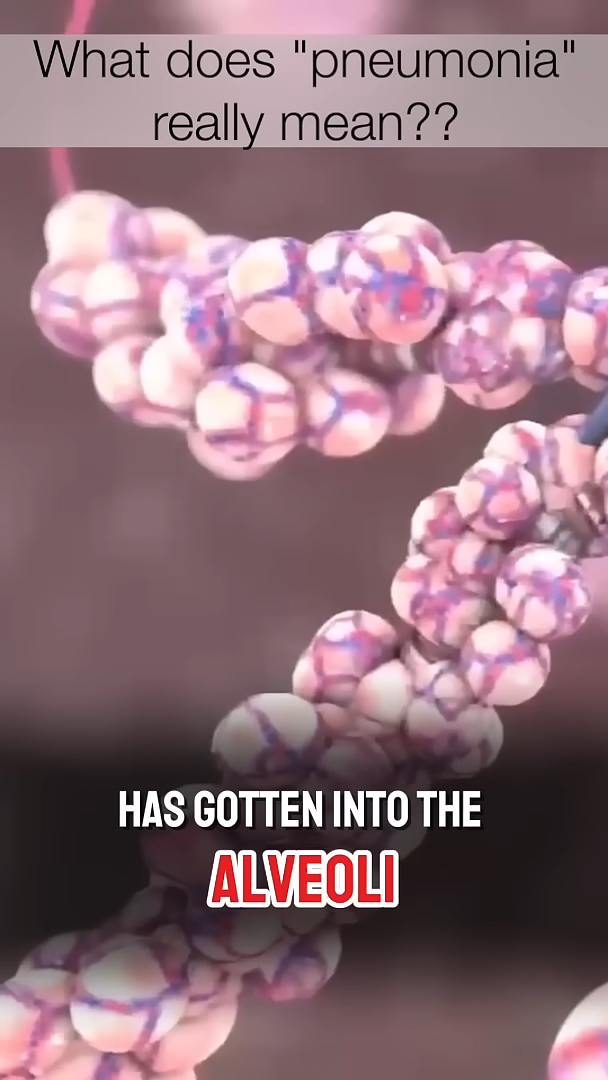 What does "pneumonia"
really mean??
HAS GOTTEN INTO THE
ALVEOLI